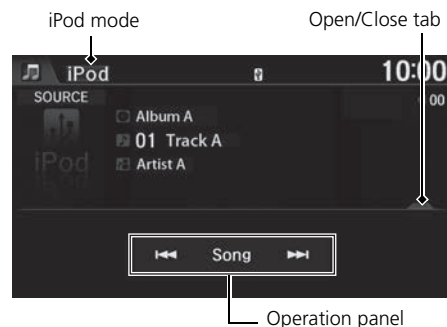 iPod mode
Open/Close tab
iPod
10:00
SOURCE
00
Album A
01 Track A
Artist A
iPod
Song
Operation panel